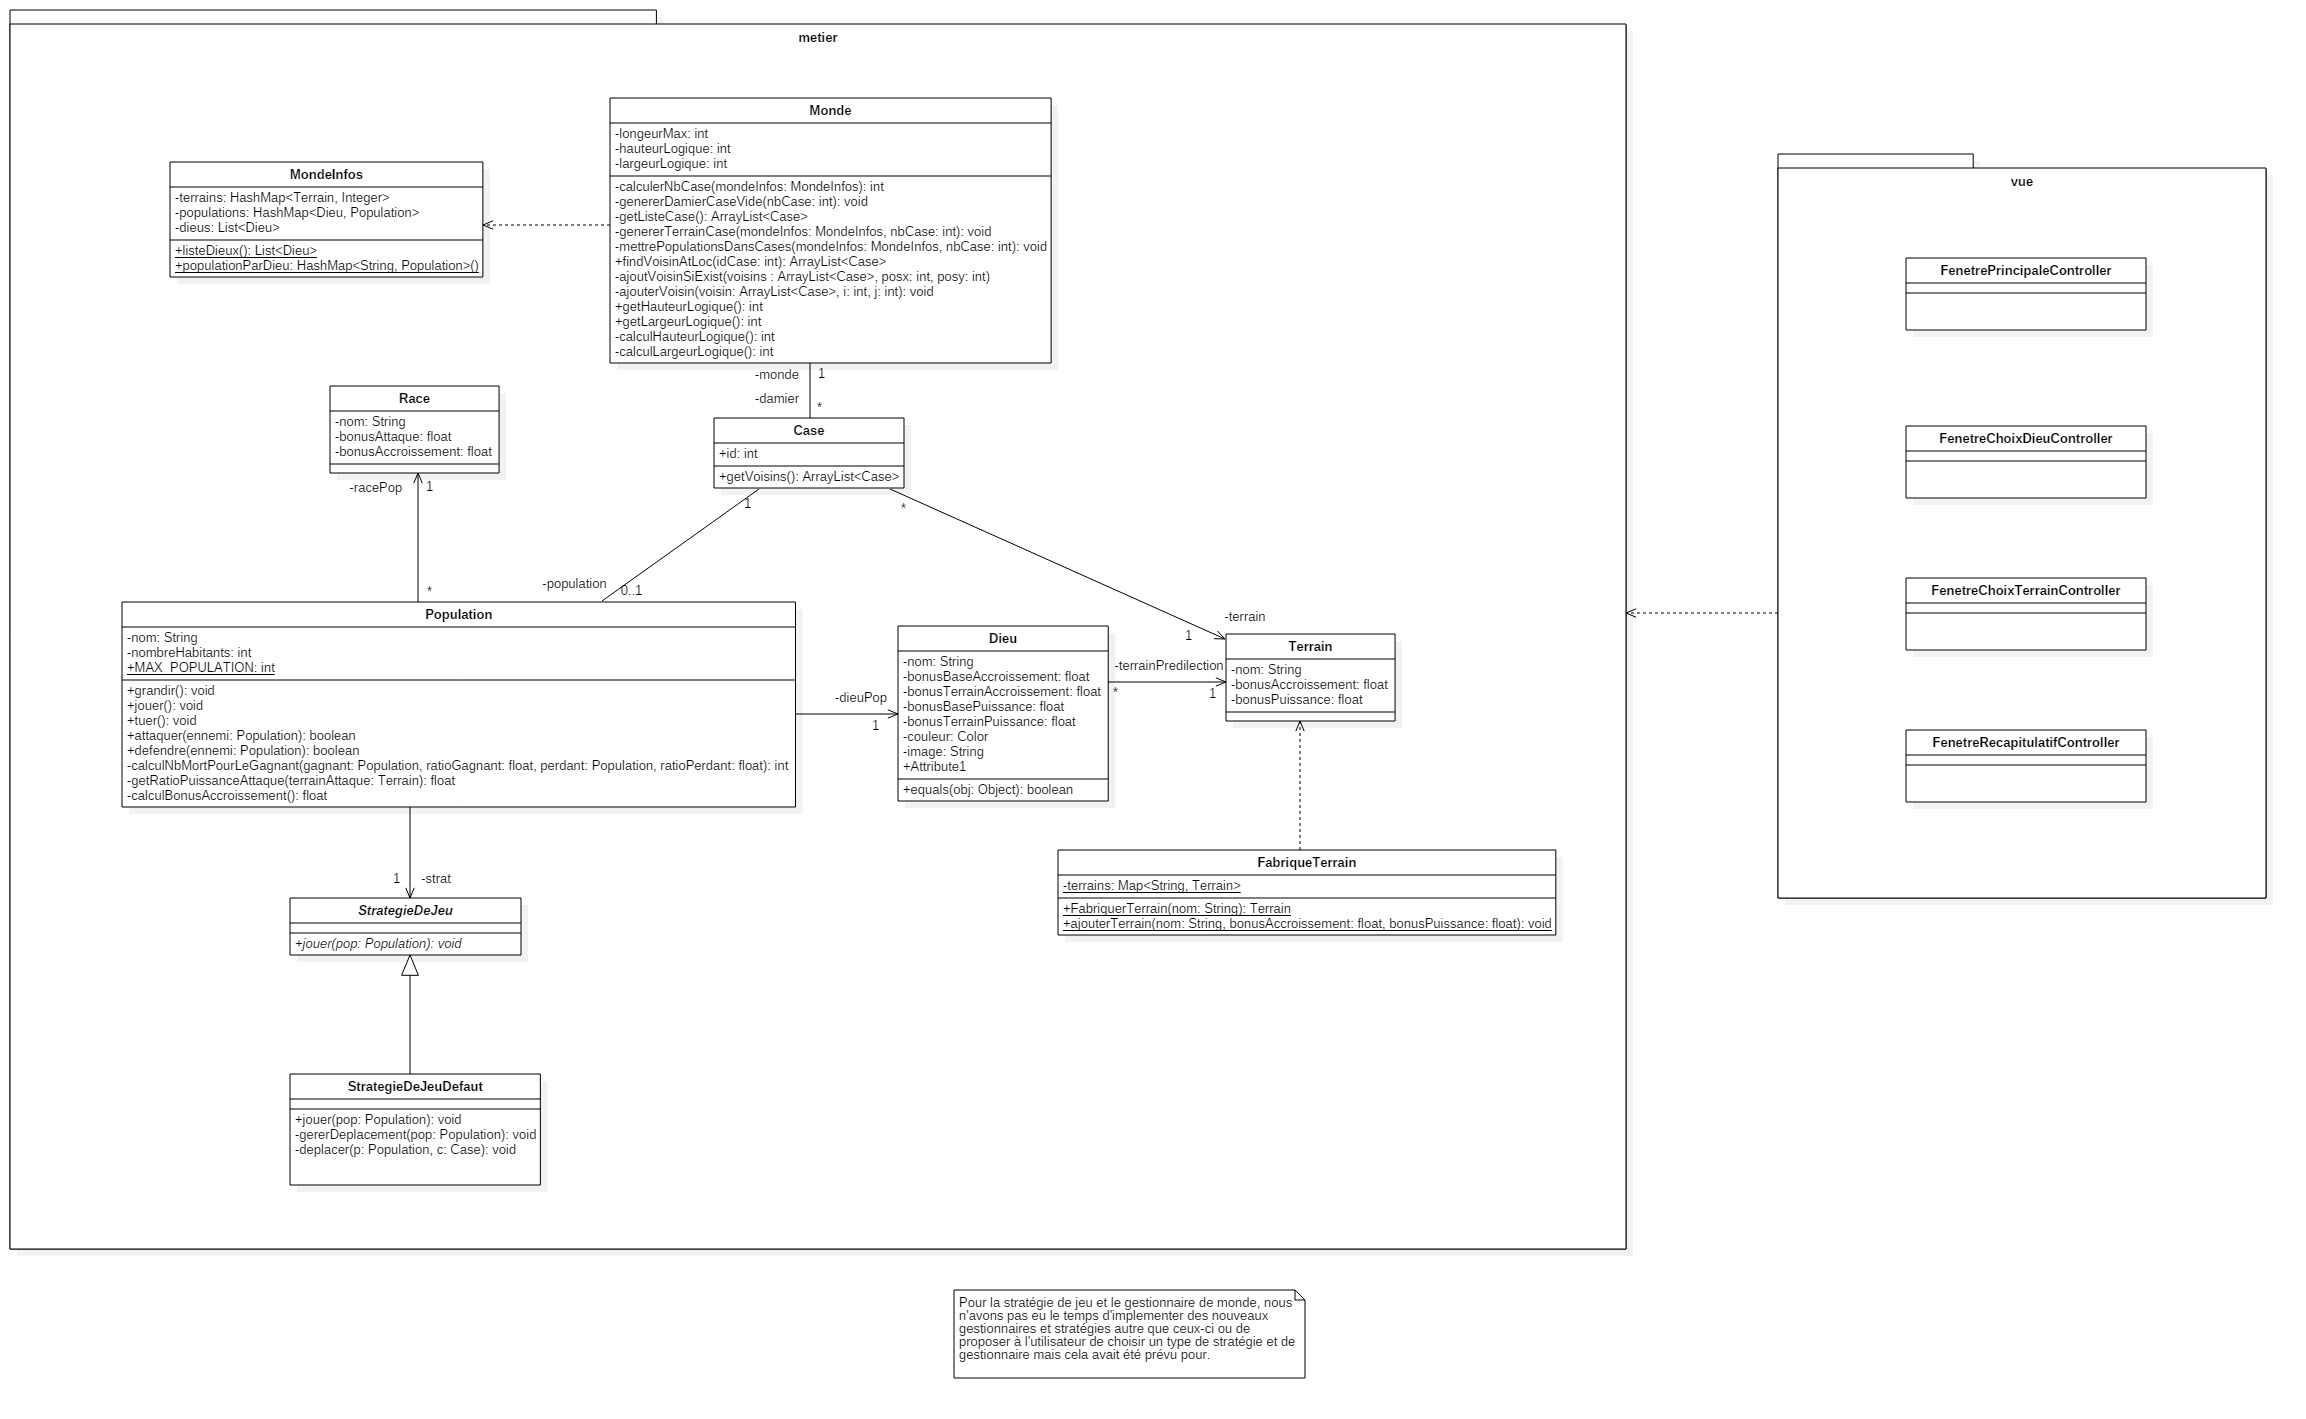 metier
Monde
-longeurMax: int
-hauteurLogique: int
-largeurLogique: int
-calculerNbCase(mondeInfos: MondeInfos): int
-genererDamierCaseVide(nbCase: int): void
-getListeCase(): ArrayList<Case>
-genererTerrainCase(mondeInfos: MondeInfos, nbCase: int): void
-mettrePopulationsDansCases(mondeInfos: MondeInfos, nbCase: int): void
+findVoisinAtLoc(idCase: int): ArrayList<Case>
-ajoutVoisinSiExist(voisins : ArrayList<Case>, posx: int, posy: int)
-ajouterVoisin(voisin: ArrayList<Case>, i: int, j: int): void
+getHauteurLogique(): int
+getLargeurLogique(): int
-calculHauteurLogique(): int
-calculLargeurLogique(): int
MondeInfos
-terrains: HashMap<Terrain, Integer>
-populations: HashMap<Dieu, Population>
-dieus: List<Dieu>
+listeDieux(): List<Dieu>
+populationParDieu: HashMap<String, Population>()
-monde
1
-damier
*
Race
-nom: String
-bonusAttaque: float
-bonusAccroissement: float
Case
+id: int
+getVoisins(): ArrayList<Case>
-racePop
1
*
1
*
-population
0..1
-terrain
1
Population
-nom: String
-nombreHabitants: int
+MAX_POPULATION: int
+grandir(): void
+jouer(): void
+tuer(): void
+attaquer(ennemi: Population): boolean
+defendre(ennemi: Population): boolean
-calculNbMortPourLeGagnant(gagnant: Population, ratioGagnant: float, perdant: Population, ratioPerdant: float): int
-getRatioPuissanceAttaque(terrainAttaque: Terrain): float
-calculBonusAccroissement(): float
-dieuPop
1
Dieu
-nom: String
-bonusBaseAccroissement: float
-bonusTerrainAccroissement: float
-bonusBasePuissance: float
-bonusTerrainPuissance: float
-couleur: Color
-image: String
+Attribute1
+equals(obj: Object): boolean
-terrainPredilection
*
1
Terrain
-nom: String
-bonusAccroissement: float
-bonusPuissance: float
FabriqueTerrain
-terrains: Map<String, Terrain>
+FabriquerTerrain(nom: String): Terrain
+ajouterTerrain(nom: String, bonusAccroissement: float, bonusPuissance: float): void
1
-strat
StrategieDeJeu
+jouer(pop: Population): void
StrategieDeJeuDefaut
+jouer(pop: Population): void
-gererDeplacement(pop: Population): void
-deplacer(p: Population, c: Case): void
vue
FenetrePrincipaleController
FenetreChoixDieuController
FenetreChoixTerrainController
FenetreRecapitulatifController
Pour la stratégie de jeu et le gestionnaire de monde, nous
n'avons pas eu le temps d'implementer des nouveaux
gestionnaires et stratégies autre que ceux-ci ou de
proposer à l'utilisateur de choisir un type de stratégie et de
gestionnaire mais cela avait été prévu pour.